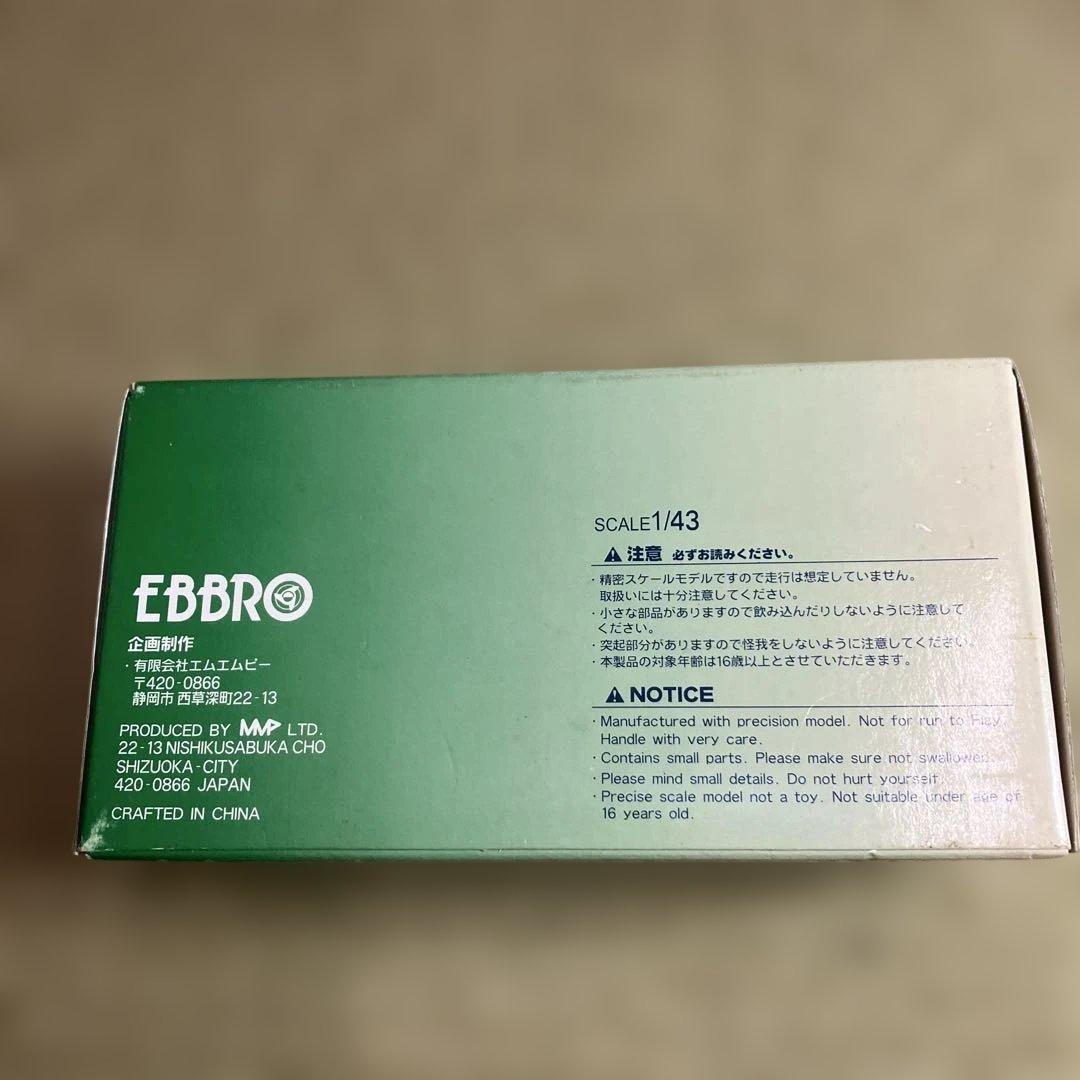 EBBRO
企画制作
・有限会社エムエムピー
〒420-0866
静岡市 西草深町22-13
PRODUCED BY MMP LTD.
22-13 NISHIKUSABUKA CHO
SHIZUOKA-CITY
420-0866 JAPAN
CRAFTED IN CHINA
SCALE1/43
注意 必ずお読みください。
・精密スケールモデルですので走行は想定していません。
取扱いには十分注意してください。
・小さな部品がありますので飲み込んだりしないように注意して
ください。
・突起部分がありますので怪我をしないように注意してください。
・本製品の対象年齢は16歳以上とさせていただきます。
NOTICE
・Manufactured with precision model. Not for run to Play.
Handle with very care.
・Contains small parts. Please make sure not swallowed.
・Please mind small details. Do not hurt yourself.
・Precise scale model not a toy. Not suitable under age of
16 years old.